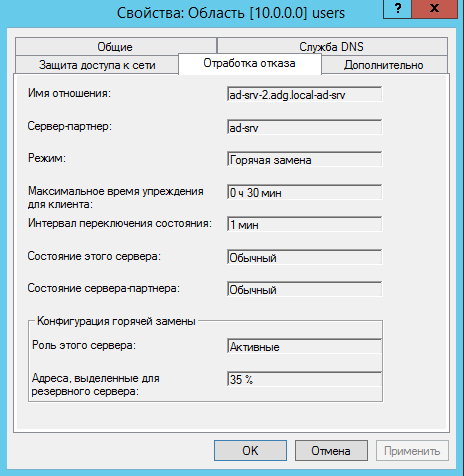 Свойства: Область [10.0.0.0] users
? x
Общие
Служба DNS
Защита доступа к сети
Отработка отказа
Дополнительно
Имя отношения:
ad-srv-2.adg.local-ad-srv
Сервер-партнер:
ad-srv
Режим:
Горячая замена
Максимальное время упреждения
для клиента:
0 ч 30 мин
Интервал переключения состояния:
1 мин
Состояние этого сервера:
Обычный
Состояние сервера-партнера:
Обычный
Конфигурация горячей замены
Роль этого сервера:
Активные
Адреса, выделенные для
резервного сервера:
35 %
ОК
Отмена
Применить